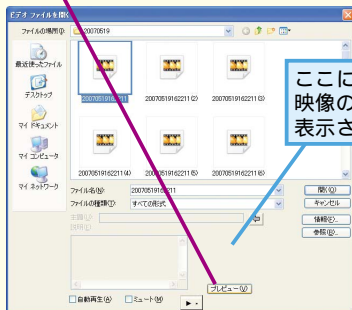 ビデオ ファイルを開く
ファイルの場所(I):
20070519
最近使ったファイル
デスクトップ
マイ ドキュメント
マイ コンピュータ
マイ ネットワーク
20070519162211
20070519162211(2)
20070519162211(3)
20070519162211(4)
20070519162211(5)
20070519162211(6)
ここに
映像の
表示さ
ファイル名(N):
20070519162211
開く(O)
ファイルの種類(T):
すべての形式
キャンセル
主題(U):
情報(F)...
説明(E):
参照(B)...
プレビュー(V)
自動再生(A)
ミュート(M)